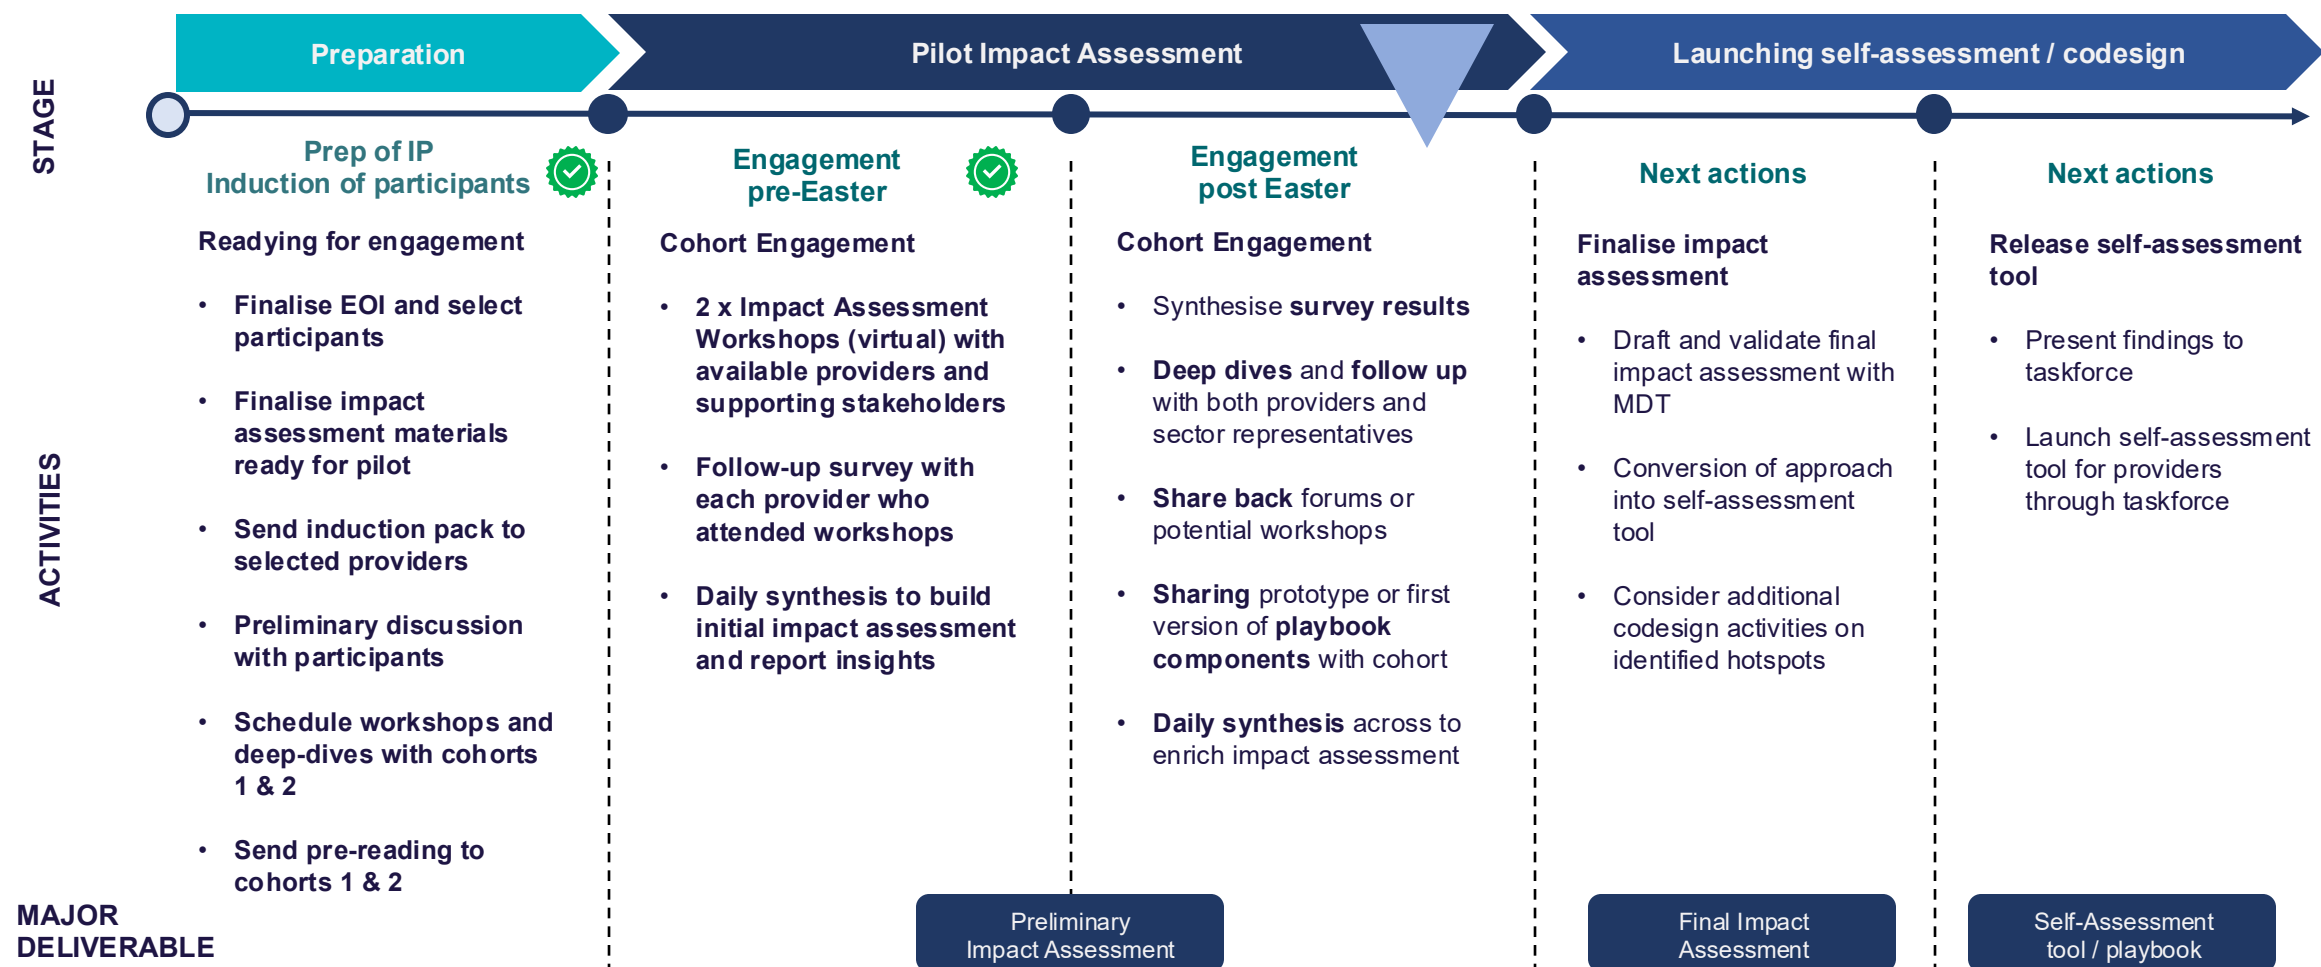 STAGE
Preparation
Pilot Impact Assessment
Launching self-assessment / codesign
Prep of IP
Induction of participants
Engagement
pre-Easter
Engagement
post Easter
Next actions
Next actions
ACTIVITIES
Readying for engagement
• Finalise EOI and select
participants
• Finalise impact
assessment materials
ready for pilot
• Send induction pack to
selected providers
• Preliminary discussion
with participants
• Schedule workshops and
deep-dives with cohorts
1 & 2
• Send pre-reading to
cohorts 1 & 2
Cohort Engagement
• 2 x Impact Assessment
Workshops (virtual) with
available providers and
supporting stakeholders
• Follow-up survey with
each provider who
attended workshops
• Daily synthesis to build
initial impact assessment
and report insights
Cohort Engagement
• Synthesise survey results
• Deep dives and follow up
with both providers and
sector representatives
• Share back forums or
potential workshops
• Sharing prototype or first
version of playbook
components with cohort
• Daily synthesis across to
enrich impact assessment
Finalise impact
assessment
• Draft and validate final
impact assessment with
MDT
• Conversion of approach
into self-assessment
tool
• Consider additional
codesign activities on
identified hotspots
Release self-assessment
tool
• Present findings to
taskforce
• Launch self-assessment
tool for providers
through taskforce
MAJOR
DELIVERABLE
Preliminary
Impact Assessment
Final Impact
Assessment
Self-Assessment
tool / playbook